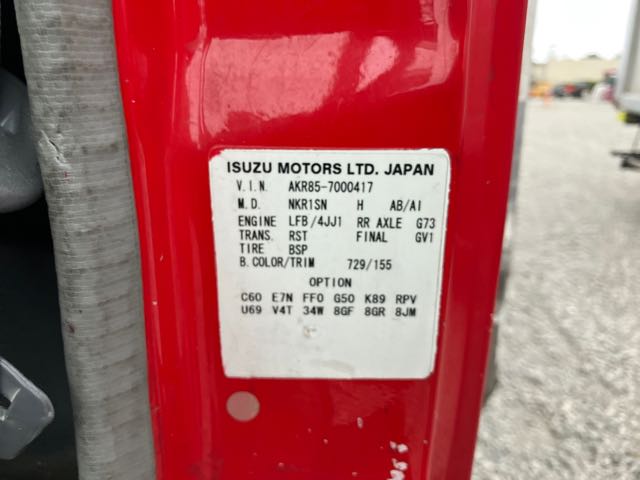 ISUZU MOTORS LTD. JAPAN
V.I.N. AKR85-7000417
M.D. NKR1SN H AB/AI
ENGINE LFB/4JJ1 RR AXLE G73
TRANS. RST FINAL GV1
TIRE BSP
B.COLOR/TRIM 729/155
OPTION
C60 E7N FF0 G50 K89 RPV
U69 V4T 34W 8GF 8GR 8JM